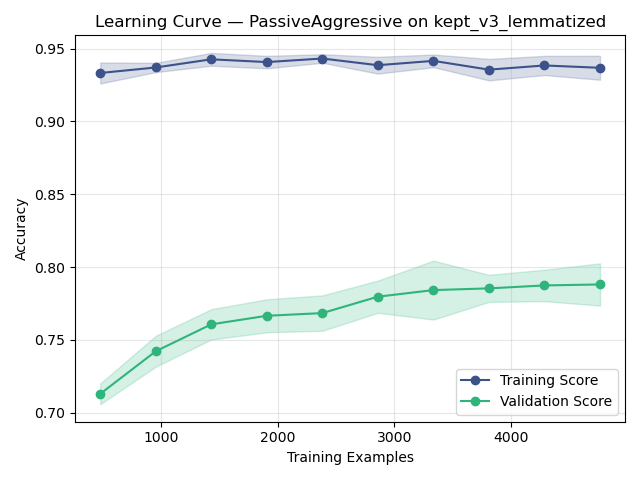 Learning Curve — PassiveAggressive on kept_v3_lemmatized
0.95
0.90
0.85
0.80
0.75
0.70
Accuracy
Training Score
Validation Score
1000 2000 3000 4000
Training Examples